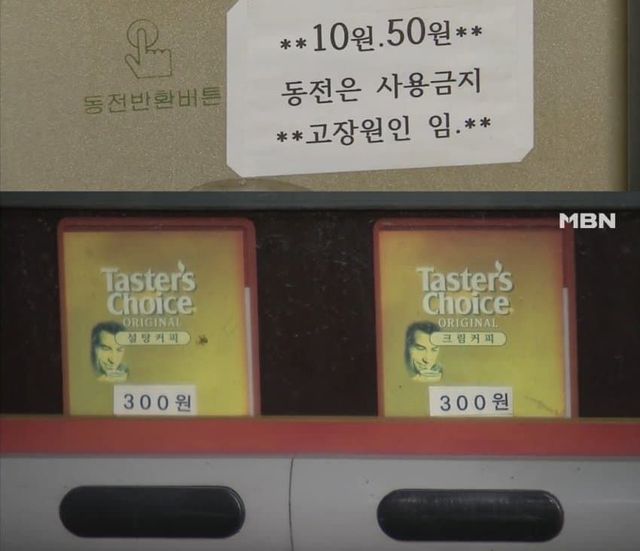 **10원.50원**
동전은 사용금지
**고장원인 임.**
동전반환버튼
MBN
Taster's
Choice
ORIGINAL
설탕커피
300원
Taster's
Choice
ORIGINAL
크림커피
300원